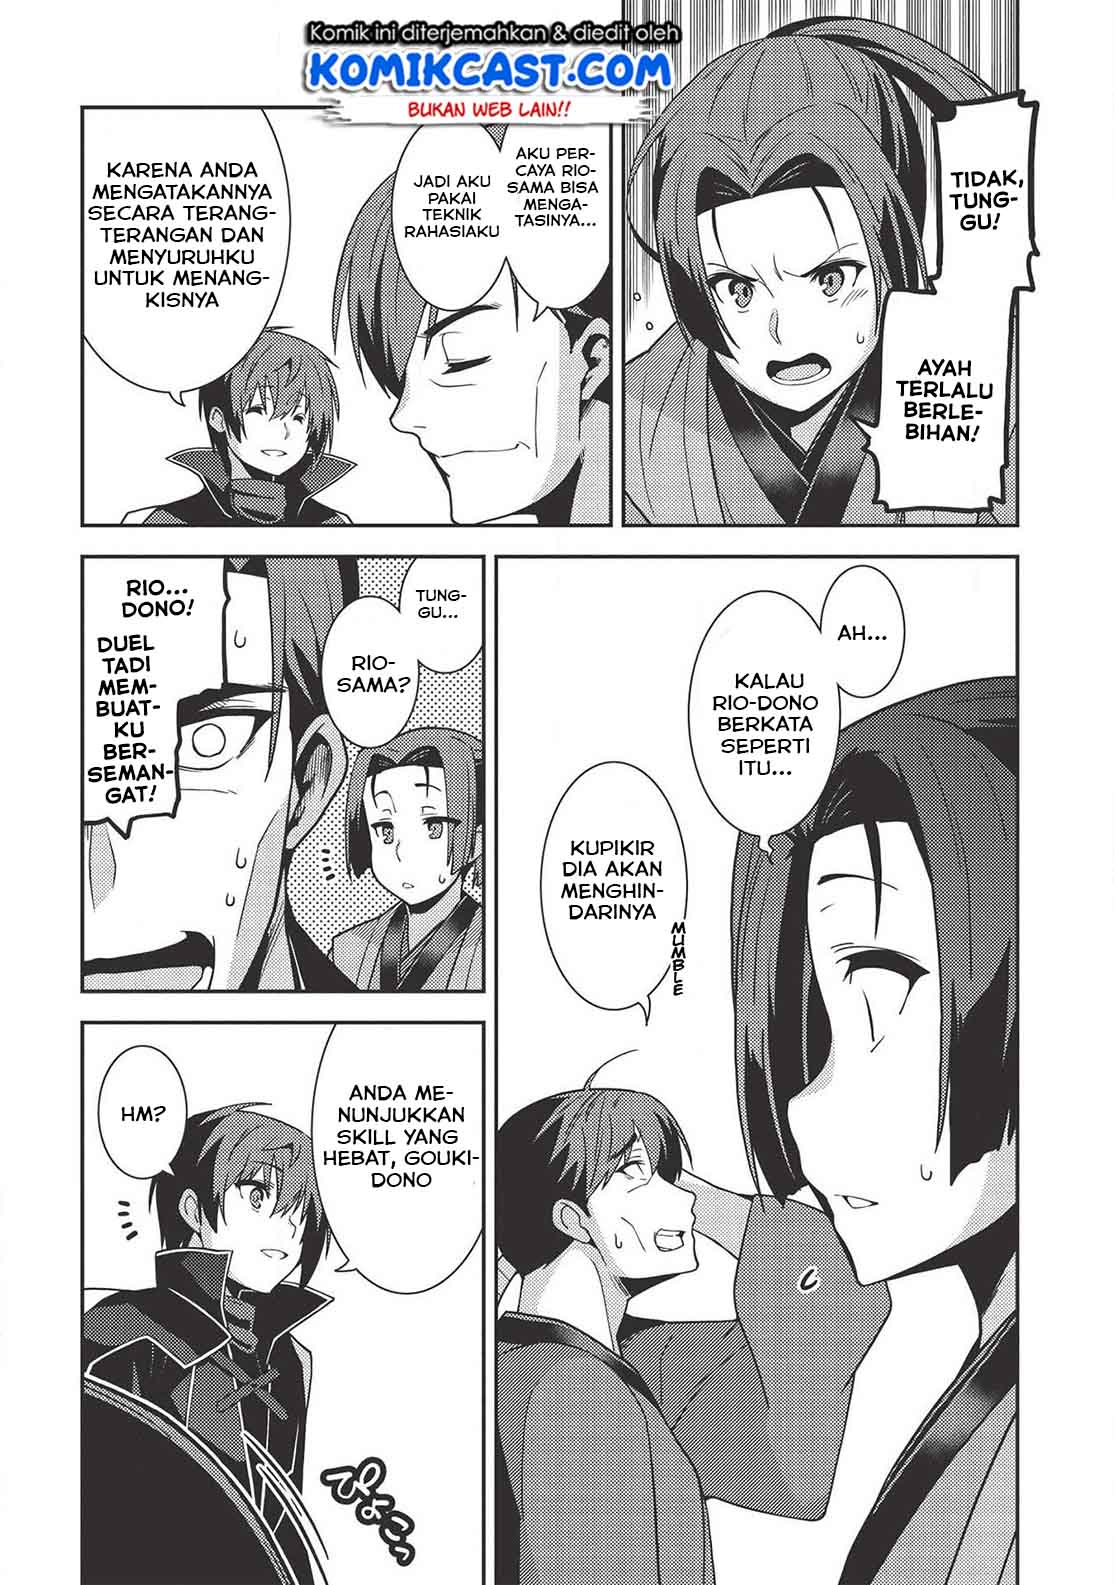 Komik ini diterjemahkan & diedit oleh
KOMIKCAST.COM
BUKAN WEB LAIN!!
TIDAK,
TUNG-
GU!
AYAH
TERLALU
BERLE-
BIHAN!
AKU PER-
CAYA RIO-
SAMA BISA
MENGA-
TASINYA...
JADI AKU
PAKAI
TEKNIK
RAHASIAKU
KARENA ANDA
MENGATAKANNYA
SECARA TERANG-
TERANGAN DAN
MENYURUHKU
UNTUK MENANG-
KISNYA
AH...
KALAU
RIO-DONO
BERKATA
SEPERTI
ITU...
KUPIKIR
DIA AKAN
MENGHIN-
DARINYA
MUMBLE
TUNG-
GU...
RIO-
SAMA?
RIO...
DONO!
DUEL
TADI
MEM-
BUAT-
KU
BER-
SEMAN-
GAT!
ANDA ME-
NUNJUKKAN
SKILL YANG
HEBAT, GOUKI-
DONO
HM?
ぴょこっ